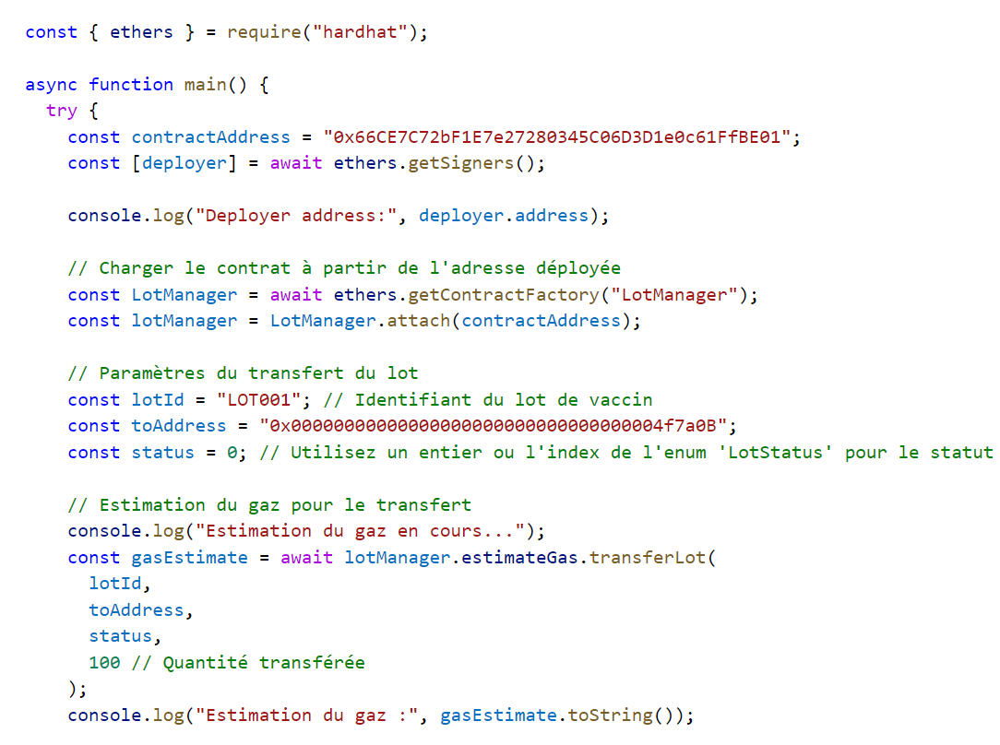 const { ethers } = require("hardhat");
async function main() {
try {
const contractAddress = "0x66CE7C72bF1E7e27280345C06D3D1e0c61FfBE01";
const [deployer] = await ethers.getSigners();
console.log("Deployer address:", deployer.address);
// Charger le contrat à partir de l'adresse déployée
const LotManager = await ethers.getContractFactory("LotManager");
const lotManager = LotManager.attach(contractAddress);
// Paramètres du transfert du lot
const lotId = "LOT001"; // Identifiant du lot de vaccin
const toAddress = "0x00000000000000000000000000000000004f7a0B";
const status = 0; // Utilisez un entier ou l'index de l'enum 'LotStatus' pour le statut
// Estimation du gaz pour le transfert
console.log("Estimation du gaz en cours...");
const gasEstimate = await lotManager.estimateGas.transferLot(
lotId,
toAddress,
status,
100 // Quantité transférée
);
console.log("Estimation du gaz :", gasEstimate.toString());